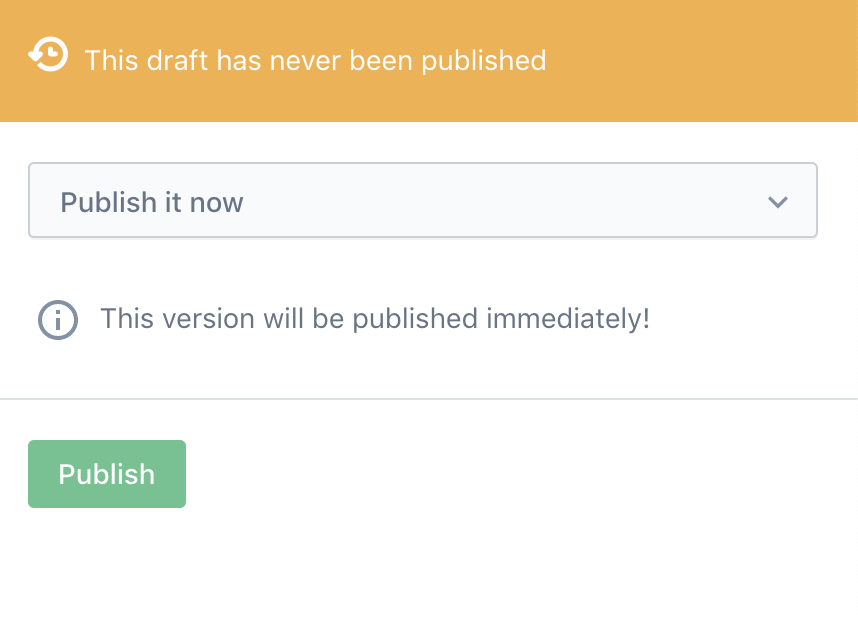 This draft has never been published
Publish it now
This version will be published immediately!
Publish